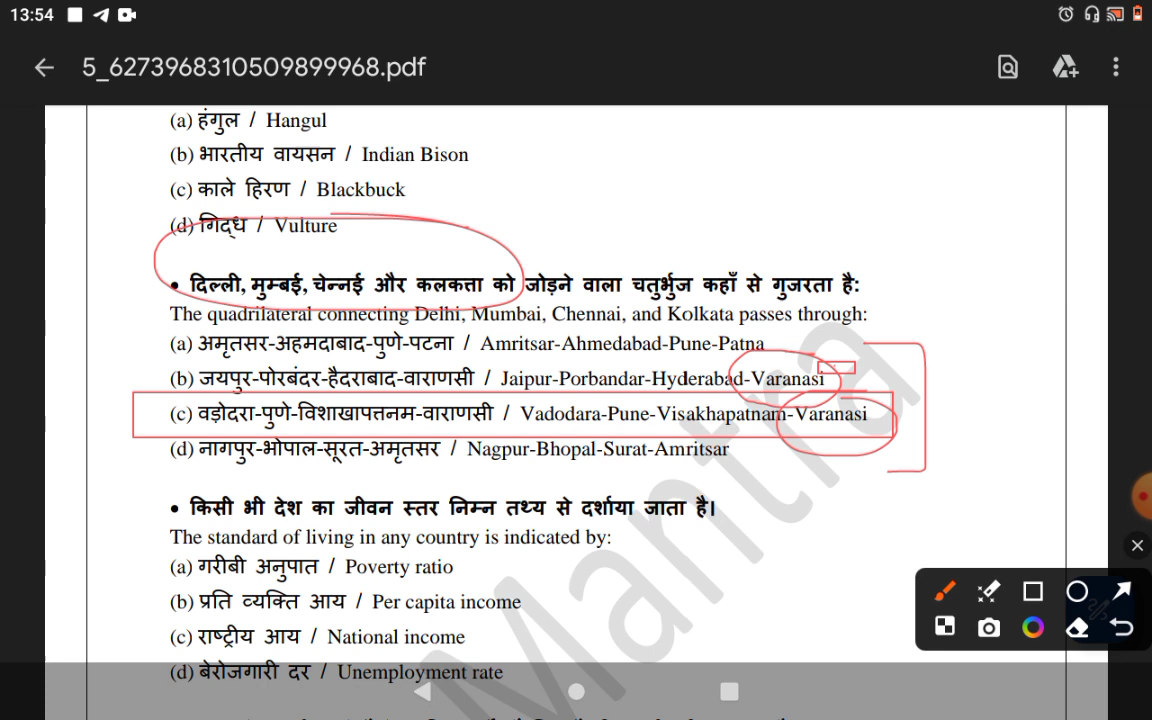 13:54
5_6273968310509899968.pdf
(a) हंगुल / Hangul
(b) भारतीय वायसन / Indian Bison
(c) काले हिरण / Blackbuck
(d) गिद्ध / Vulture
• दिल्ली, मुम्बई, चेन्नई और कलकत्ता को जोड़ने वाला चतुर्भुज कहाँ से गुजरता है:
The quadrilateral connecting Delhi, Mumbai, Chennai, and Kolkata passes through:
(a) अमृतसर-अहमदाबाद-पुणे-पटना / Amritsar-Ahmedabad-Pune-Patna
(b) जयपुर-पोरबंदर-हैदराबाद-वाराणसी / Jaipur-Porbandar-Hyderabad-Varanasi
(c) वड़ोदरा-पुणे-विशाखापत्तनम-वाराणसी / Vadodara-Pune-Visakhapatnam-Varanasi
(d) नागपुर-भोपाल-सूरत-अमृतसर / Nagpur-Bhopal-Surat-Amritsar
• किसी भी देश का जीवन स्तर निम्न तथ्य से दर्शाया जाता है।
The standard of living in any country is indicated by:
(a) गरीबी अनुपात / Poverty ratio
(b) प्रति व्यक्ति आय / Per capita income
(c) राष्ट्रीय आय / National income
(d) बेरोजगारी दर / Unemployment rate
Mantra